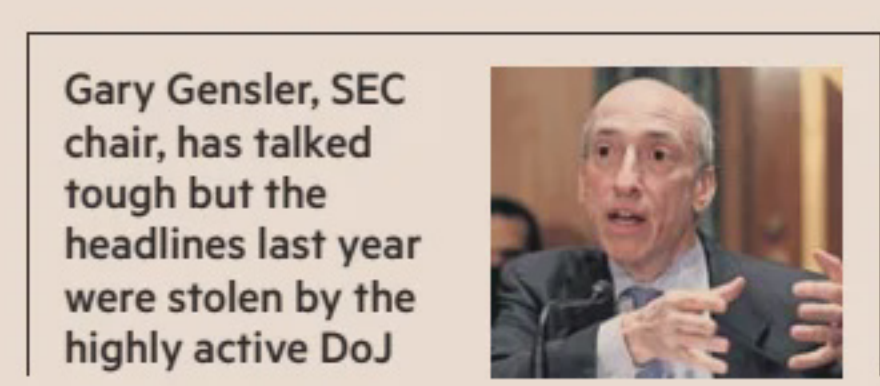 Gary Gensler, SEC
chair, has talked
tough but the
headlines last year
were stolen by the
highly active DoJ